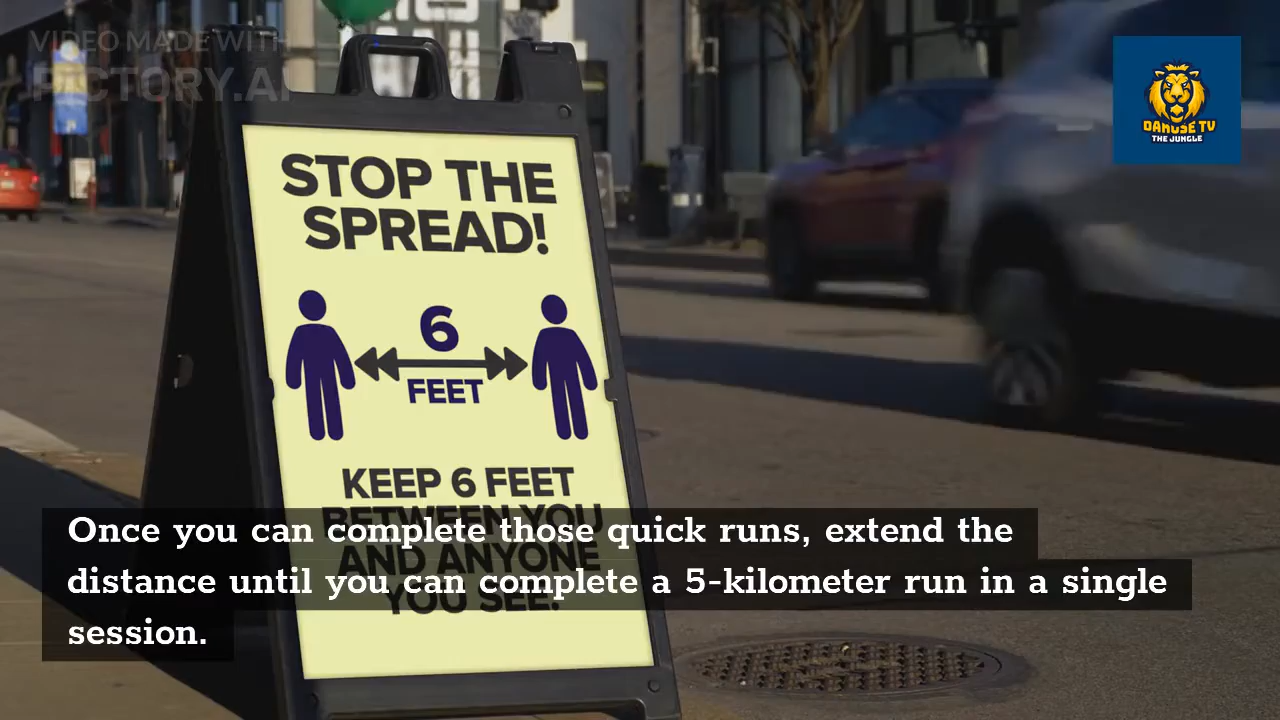 VIDEO MADE WITH
PICTORY.AI
DANUSE TV
THE JUNGLE
STOP THE
SPREAD!
6
FEET
KEEP 6 FEET
BETWEEN YOU
AND ANYONE
YOU SEE.
Once you can complete those quick runs, extend the
distance until you can complete a 5-kilometer run in a single
session.